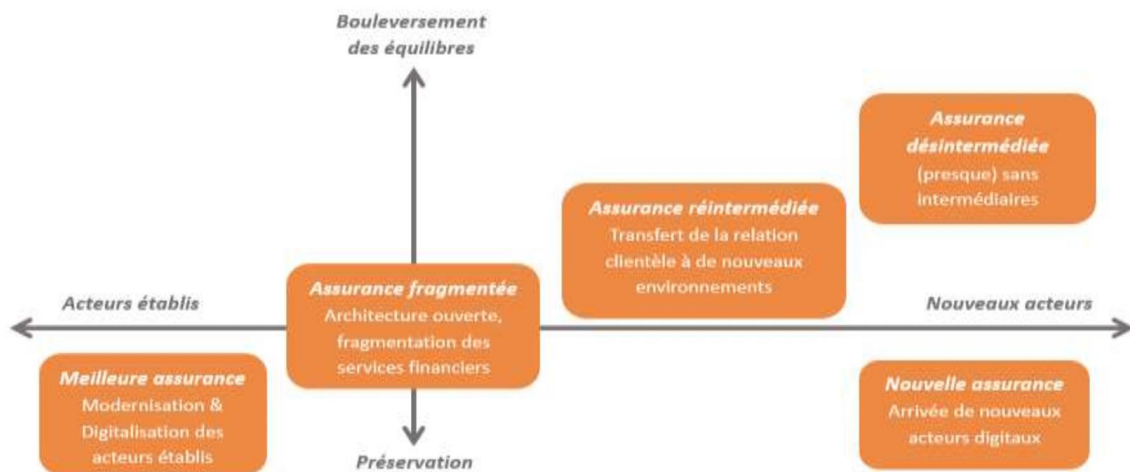 Bouleversement
des équilibres
Assurance
désintermédiée
(presque) sans
intermédiaires
Assurance réintermédiée
Transfert de la relation
clientèle à de nouveaux
environnements
Acteurs établis
Assurance fragmentée
Architecture ouverte,
fragmentation des
services financiers
Nouveaux acteurs
Meilleure assurance
Modernisation &
Digitalisation des
acteurs établis
Nouvelle assurance
Arrivée de nouveaux
acteurs digitaux
Préservation